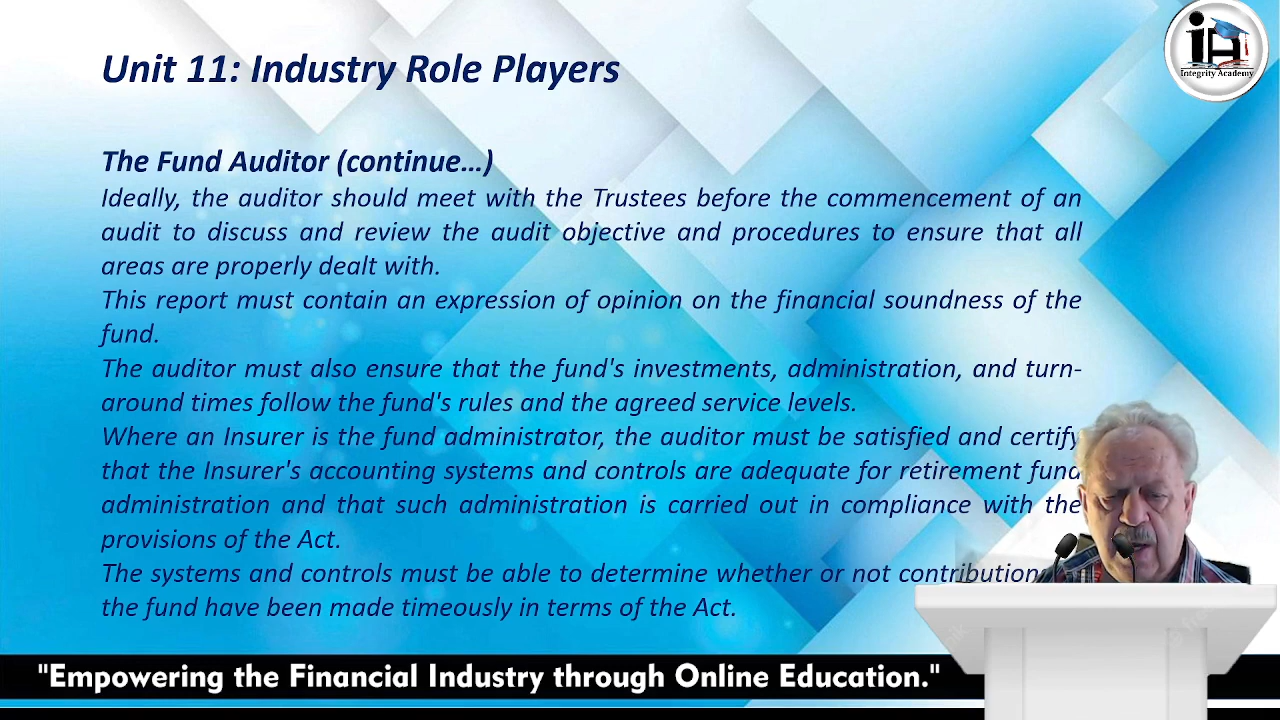 Unit 11: Industry Role Players
Integrity Academy
The Fund Auditor (continue...)
Ideally, the auditor should meet with the Trustees before the commencement of an
audit to discuss and review the audit objective and procedures to ensure that all
areas are properly dealt with.
This report must contain an expression of opinion on the financial soundness of the
fund.
The auditor must also ensure that the fund's investments, administration, and turn-
around times follow the fund's rules and the agreed service levels.
Where an Insurer is the fund administrator, the auditor must be satisfied and certify
that the Insurer's accounting systems and controls are adequate for retirement fund
administration and that such administration is carried out in compliance with the
provisions of the Act.
The systems and controls must be able to determine whether or not contribution
the fund have been made timeously in terms of the Act.
"Empowering the Financial Industry through Online Education."